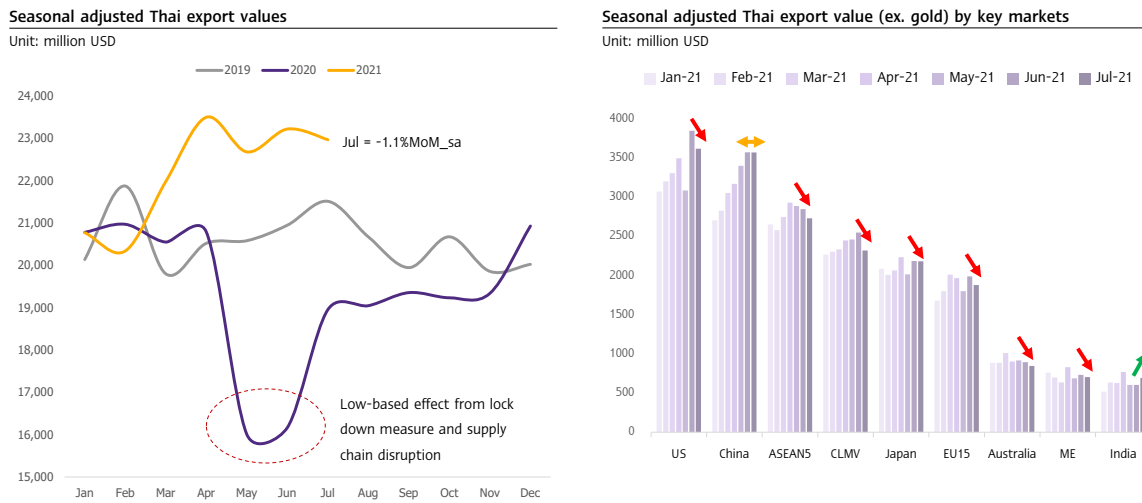 Seasonal adjusted Thai export values
Unit: million USD
2019 2020 2021
24,000
23,000
22,000
21,000
20,000
19,000
18,000
17,000
16,000
15,000
Jul = -1.1%MoM_sa
Low-based effect from lock
down measure and supply
chain disruption
Jan Feb Mar Apr May Jun Jul Aug Sep Oct Nov Dec
Seasonal adjusted Thai export value (ex. gold) by key markets
Unit: million USD
Jan-21 Feb-21 Mar-21 Apr-21 May-21 Jun-21 Jul-21
4000
3500
3000
2500
2000
1500
1000
500
0
US China ASEAN5 CLMV Japan EU15 Australia ME India